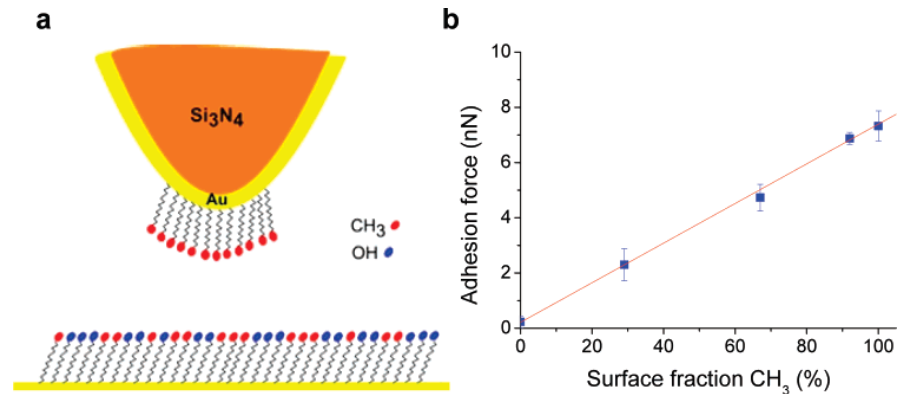 a
Si3N4
Au
CH3
OH
b
Adhesion force (nN)
10
8
6
4
2
0
0 20 40 60 80 100
Surface fraction CH3 (%)